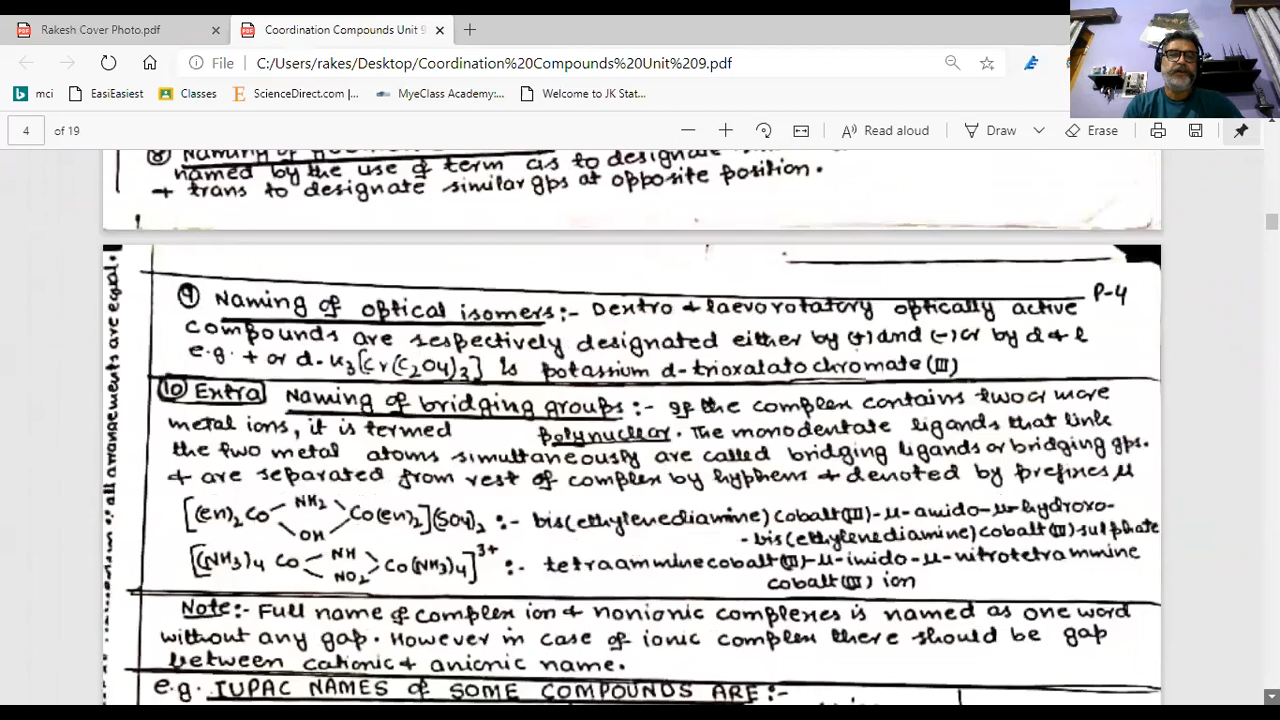 Rakesh Cover Photo.pdf
Coordination Compounds Unit 9
File
C:/Users/rakes/Desktop/Coordination%20Compounds%20Unit%209.pdf
mci
EasiEasiest
Classes
ScienceDirect.com |...
MyeClass Academy:...
Welcome to JK Stat...
4 of 19
Read aloud
Draw
Erase
⑧ Naming of
named by the use of term cis to designate
+ trans to designate similar gps at opposite position.
all arrangements are equal.
P-4
⑨ Naming of optical isomers:- Dextro & laevorotatory optically active
compounds are respectively designated either by (+) and (-) or by d & l
e.g. + or d-K3[Cr(C2O4)3] is potassium d-trioxalatochromate(III)
⑩ Extra Naming of bridging groups:- If the complex contains two or more
metal ions, it is termed polynuclear. The monodentate ligands that link
the two metal atoms simultaneously are called bridging ligands or bridging gps.
+ are separated from rest of complex by hyphens & denoted by prefixes μ
[(en)2 Co NH2 OH Co(en)2](SO4)2 :- bis(ethylenediamine)cobalt(III)-μ-amido-μ-hydroxo-
-bis(ethylenediamine)cobalt(III)sulphate
[(NH3)4 Co NH NO2 Co(NH3)4]3+ :- tetraamminecobalt(III)-μ-imido-μ-nitrotetrammine
cobalt(III) ion
Note:- Full name of complex ion & nonionic complexes is named as one word
without any gap. However in case of ionic complex there should be gap
between cationic & anionic name.
e.g. IUPAC NAMES of SOME COMPOUNDS ARE:-